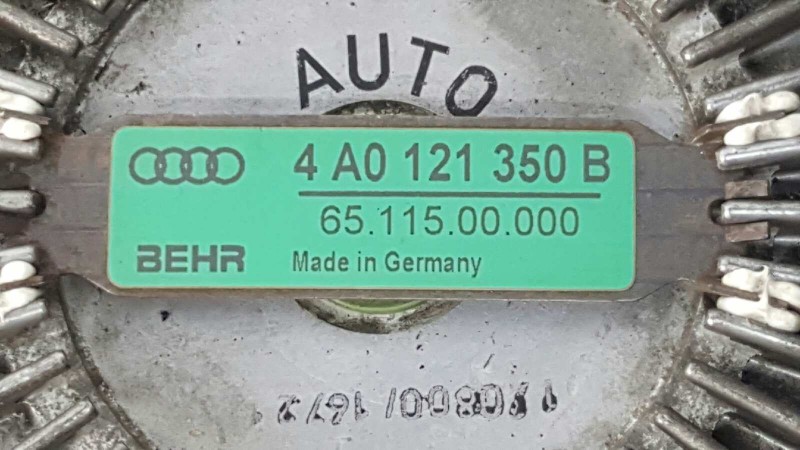 AUTO
4 A0 121 350 B
65.115.00.000
BEHR
Made in Germany